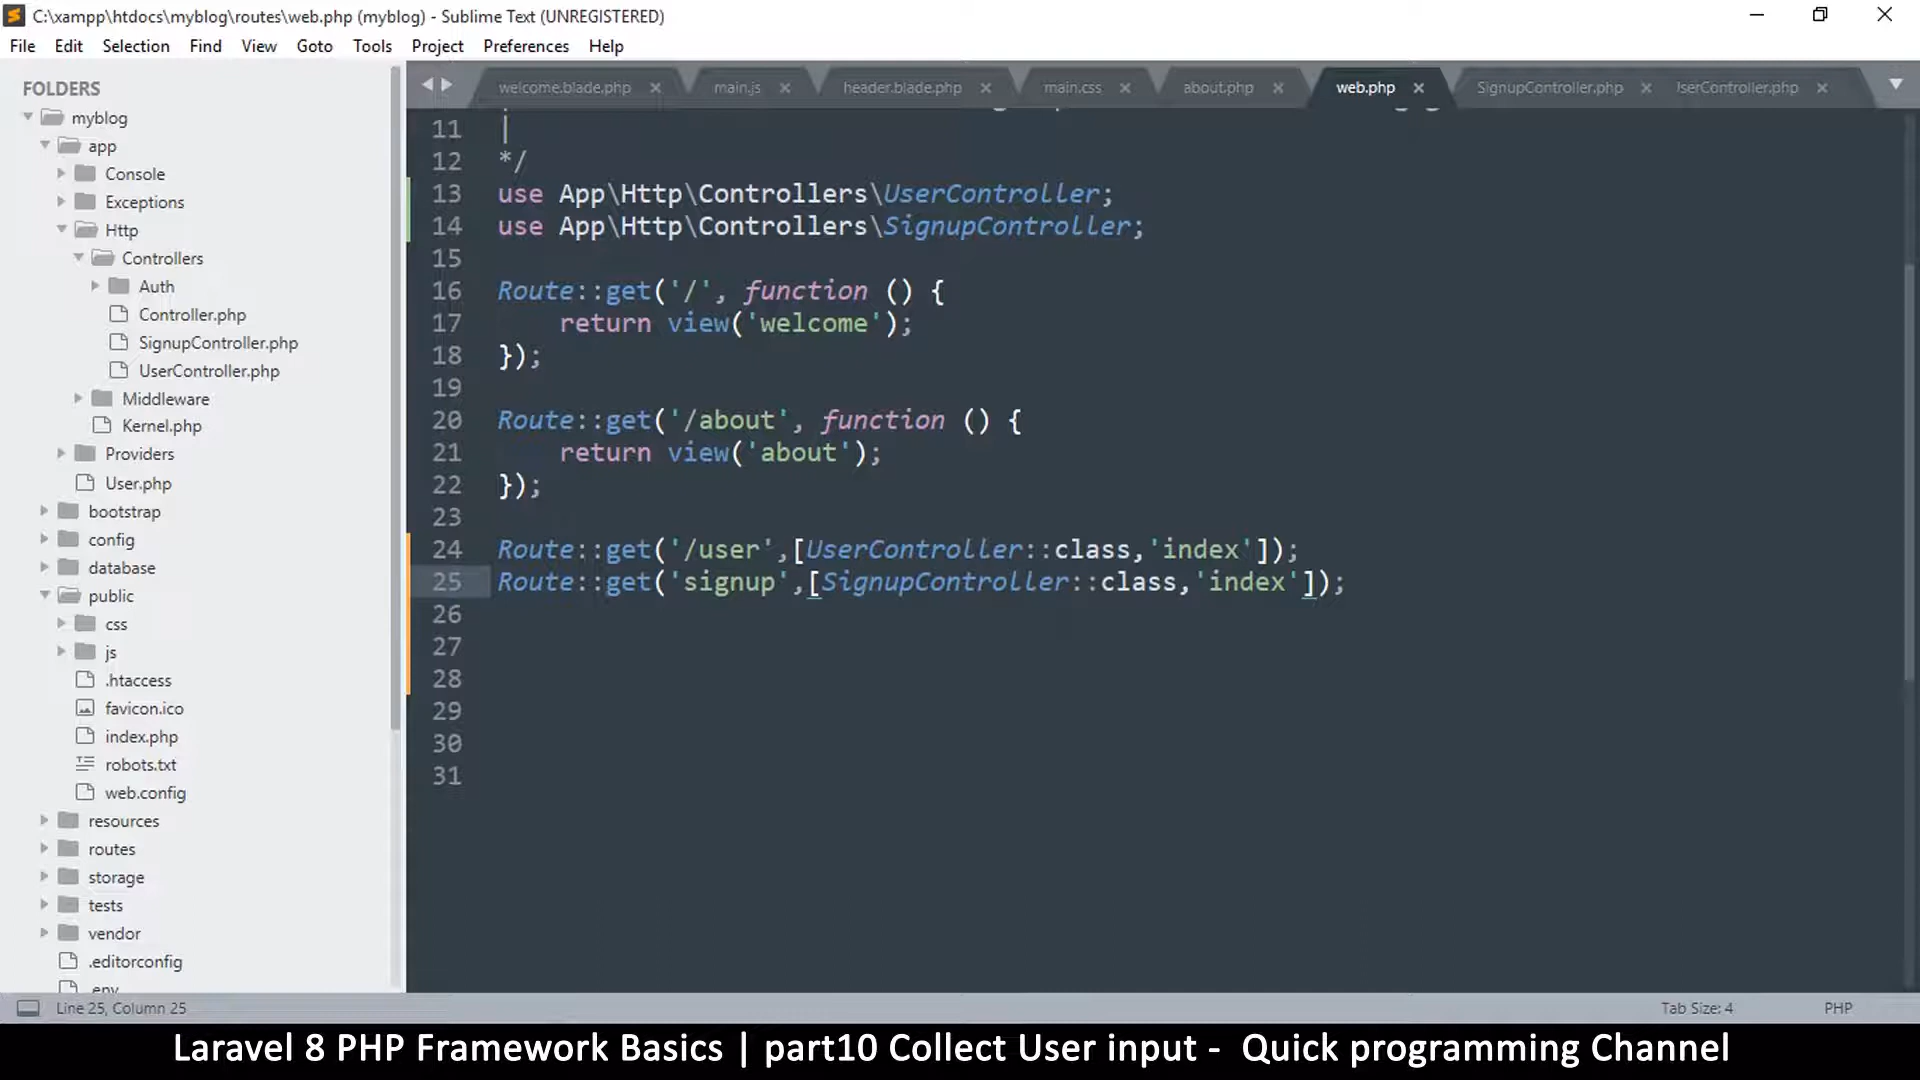 C:\xampp\htdocs\myblog\routes\web.php (myblog) - Sublime Text (UNREGISTERED)
File Edit Selection Find View Goto Tools Project Preferences Help
FOLDERS
myblog
app
Console
Exceptions
Http
Controllers
Auth
Controller.php
SignupController.php
UserController.php
Middleware
Kernel.php
Providers
User.php
bootstrap
config
database
public
css
js
.htaccess
favicon.ico
index.php
robots.txt
web.config
resources
routes
storage
tests
vendor
.editorconfig
.env
welcome.blade.php main.js header.blade.php main.css about.php web.php SignupController.php UserController.php
11 |
12 */
13 use App\Http\Controllers\UserController;
14 use App\Http\Controllers\SignupController;
15
16 Route::get('/', function () {
17     return view('welcome');
18 });
19
20 Route::get('/about', function () {
21     return view('about');
22 });
23
24 Route::get('/user',[UserController::class,'index']);
25 Route::get('signup',[SignupController::class,'index']);
26
27
28
29
30
31
Line 25, Column 25
Tab Size: 4 PHP
Laravel 8 PHP Framework Basics | part10 Collect User input - Quick programming Channel